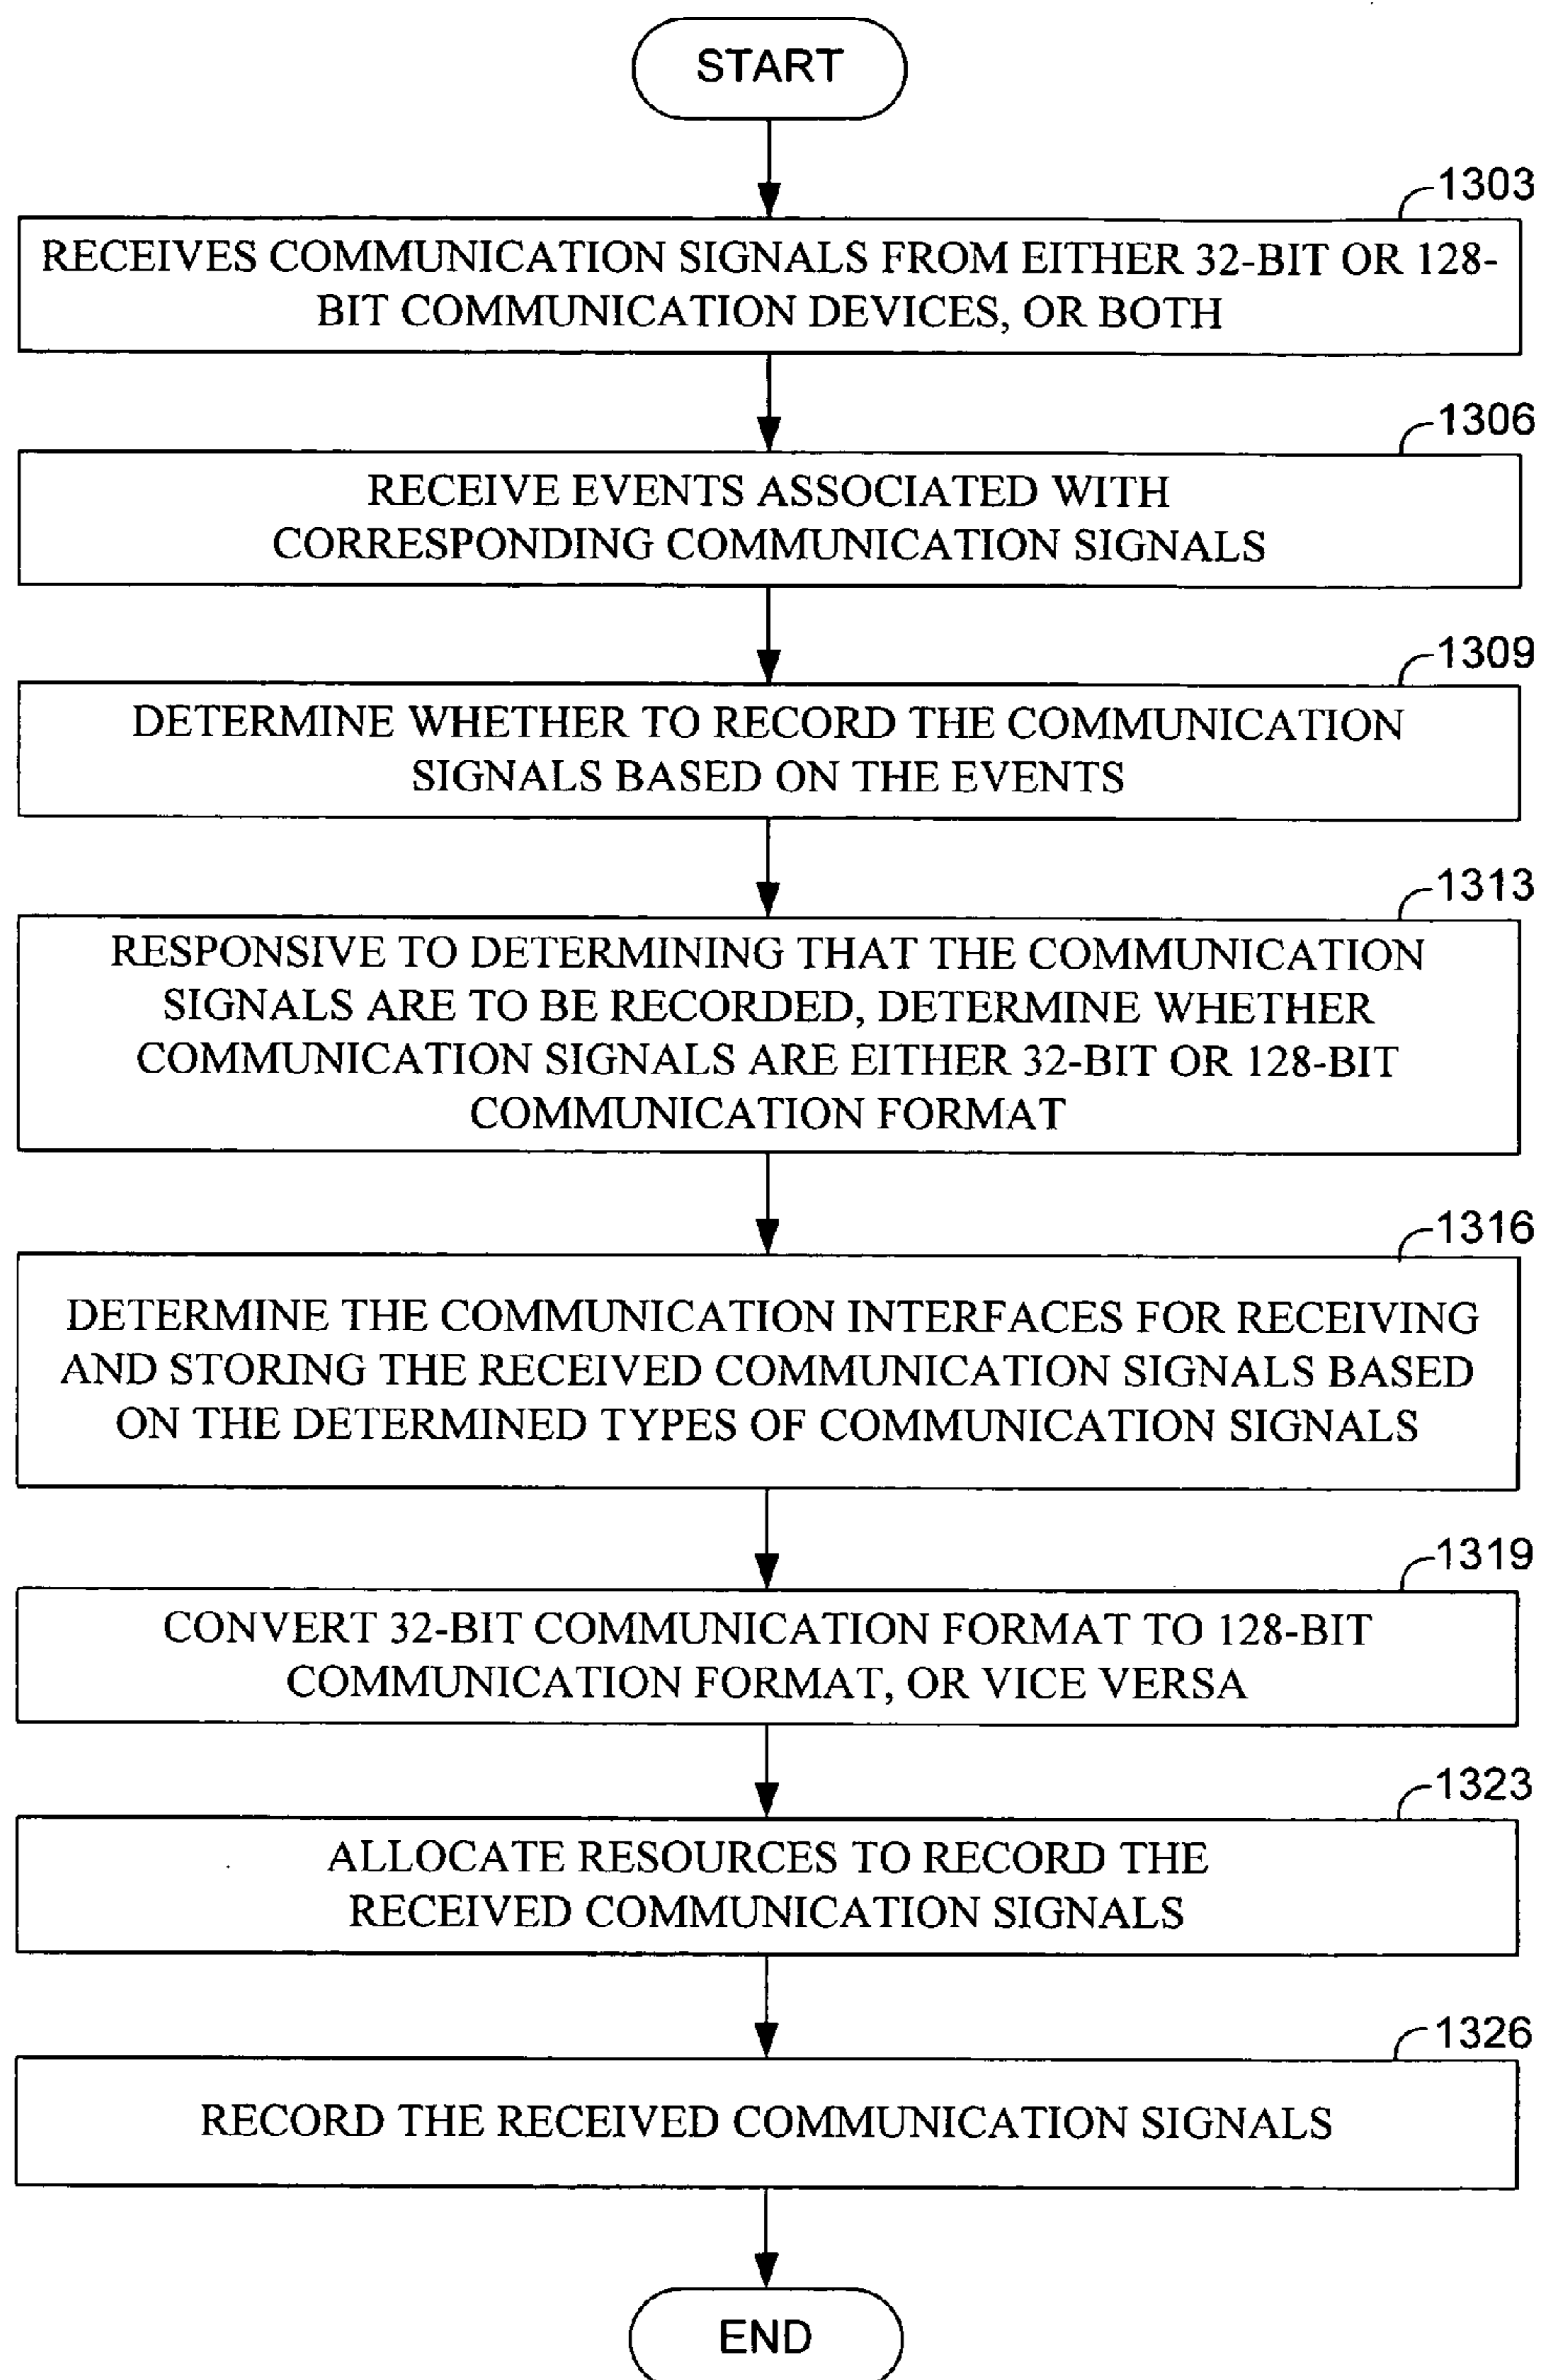 START
1303
RECEIVES COMMUNICATION SIGNALS FROM EITHER 32-BIT OR 128-
BIT COMMUNICATION DEVICES, OR BOTH
1306
RECEIVE EVENTS ASSOCIATED WITH
CORRESPONDING COMMUNICATION SIGNALS
1309
DETERMINE WHETHER TO RECORD THE COMMUNICATION
SIGNALS BASED ON THE EVENTS
1313
RESPONSIVE TO DETERMINING THAT THE COMMUNICATION
SIGNALS ARE TO BE RECORDED, DETERMINE WHETHER
COMMUNICATION SIGNALS ARE EITHER 32-BIT OR 128-BIT
COMMUNICATION FORMAT
1316
DETERMINE THE COMMUNICATION INTERFACES FOR RECEIVING
AND STORING THE RECEIVED COMMUNICATION SIGNALS BASED
ON THE DETERMINED TYPES OF COMMUNICATION SIGNALS
1319
CONVERT 32-BIT COMMUNICATION FORMAT TO 128-BIT
COMMUNICATION FORMAT, OR VICE VERSA
1323
ALLOCATE RESOURCES TO RECORD THE
RECEIVED COMMUNICATION SIGNALS
1326
RECORD THE RECEIVED COMMUNICATION SIGNALS
END